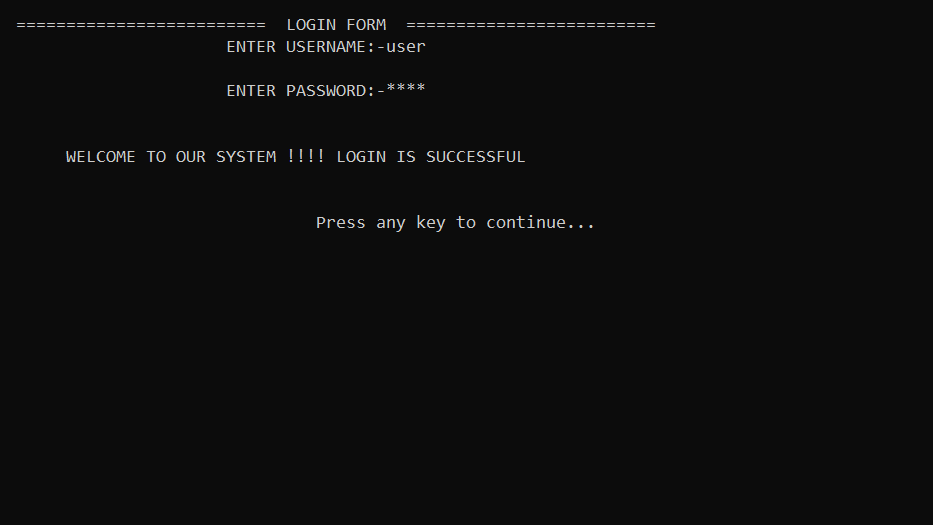 ========================= LOGIN FORM =========================
ENTER USERNAME:-user
ENTER PASSWORD:-****
WELCOME TO OUR SYSTEM !!!! LOGIN IS SUCCESSFUL
Press any key to continue...